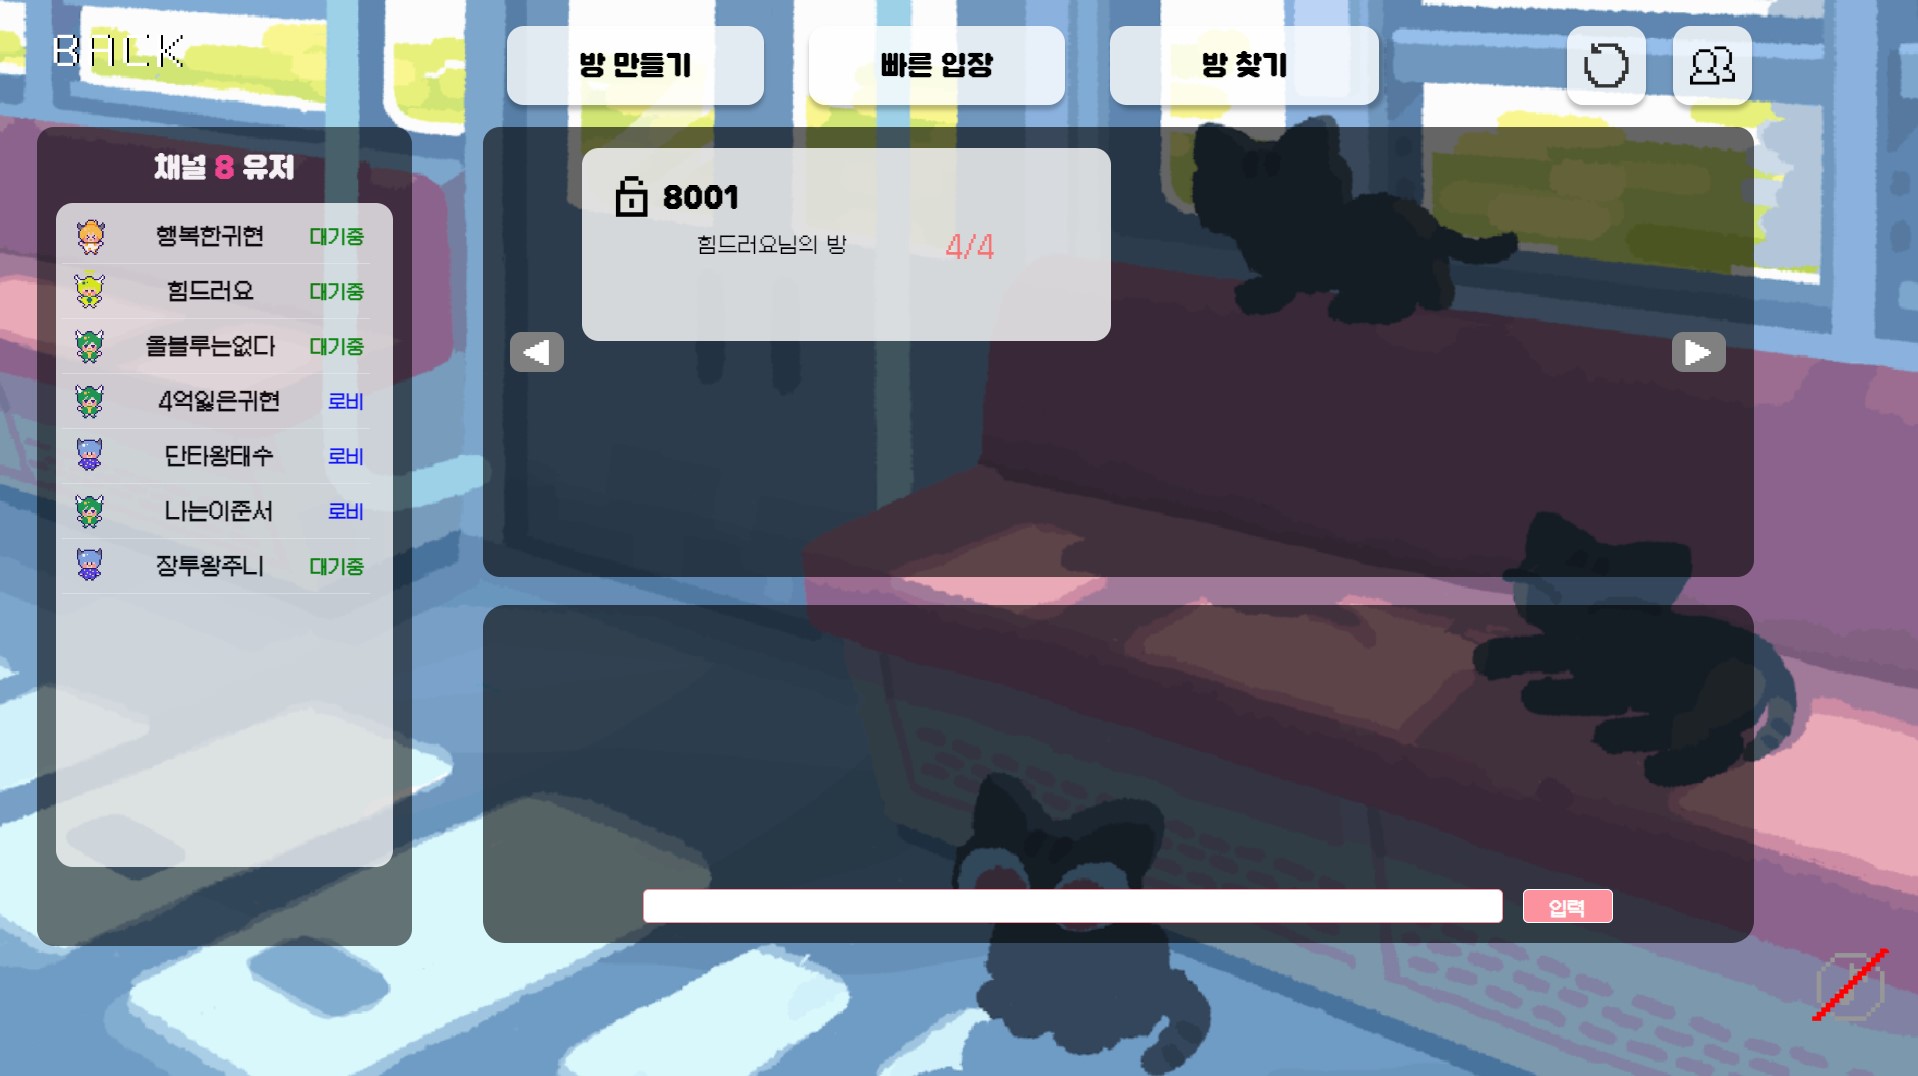 BACK
방 만들기
빠른 입장
방 찾기
채널 8 유저
행복한귀현 대기중
힘드러요 대기중
올블루는없다 대기중
4억잃은귀현 로비
단타왕태수 로비
나는이준서 로비
장투왕주니 대기중
8001
힘드러요님의 방 4/4
입력